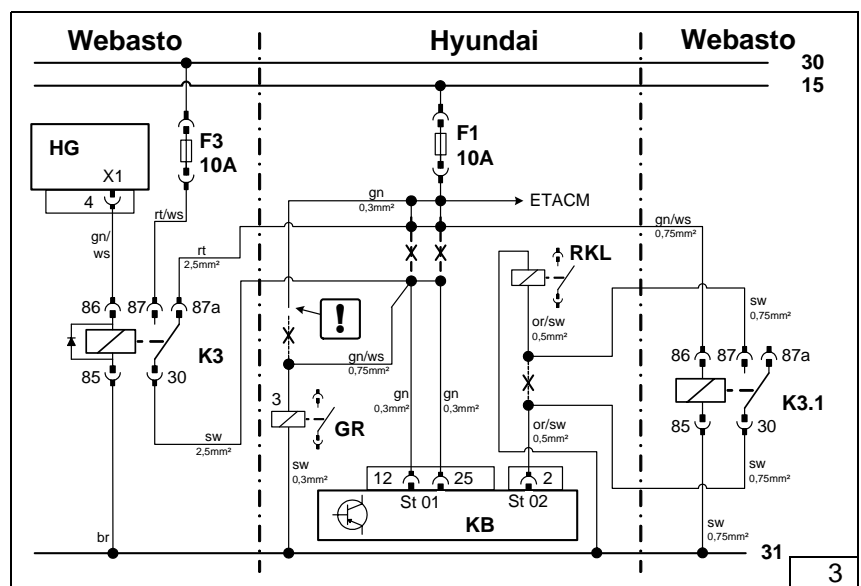 Webasto Hyundai Webasto
30
15
HG
X1
4
F3
10A
F1
10A
gn
0,3mm²
ETACM
rt/ws
gn/
ws
rt
2,5mm²
gn/ws
0,75mm²
RKL
or/sw
0,5mm²
sw
0,75mm²
!
86 87 87a
K3
85 30
gn/ws
0,75mm²
86 87 87a
K3.1
85 30
3
GR
gn
0,3mm²
gn
0,3mm²
or/sw
0,5mm²
sw
2,5mm²
sw
0,3mm²
12 25 2
St 01 St 02
KB
sw
0,75mm²
sw
0,75mm²
br
31
3